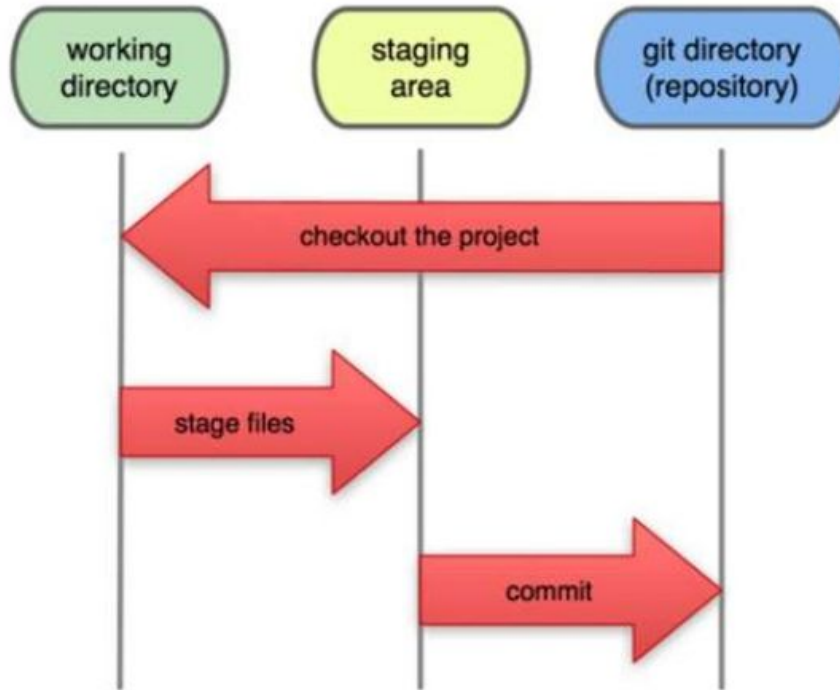 working
directory
staging
area
git directory
(repository)
checkout the project
stage files
commit